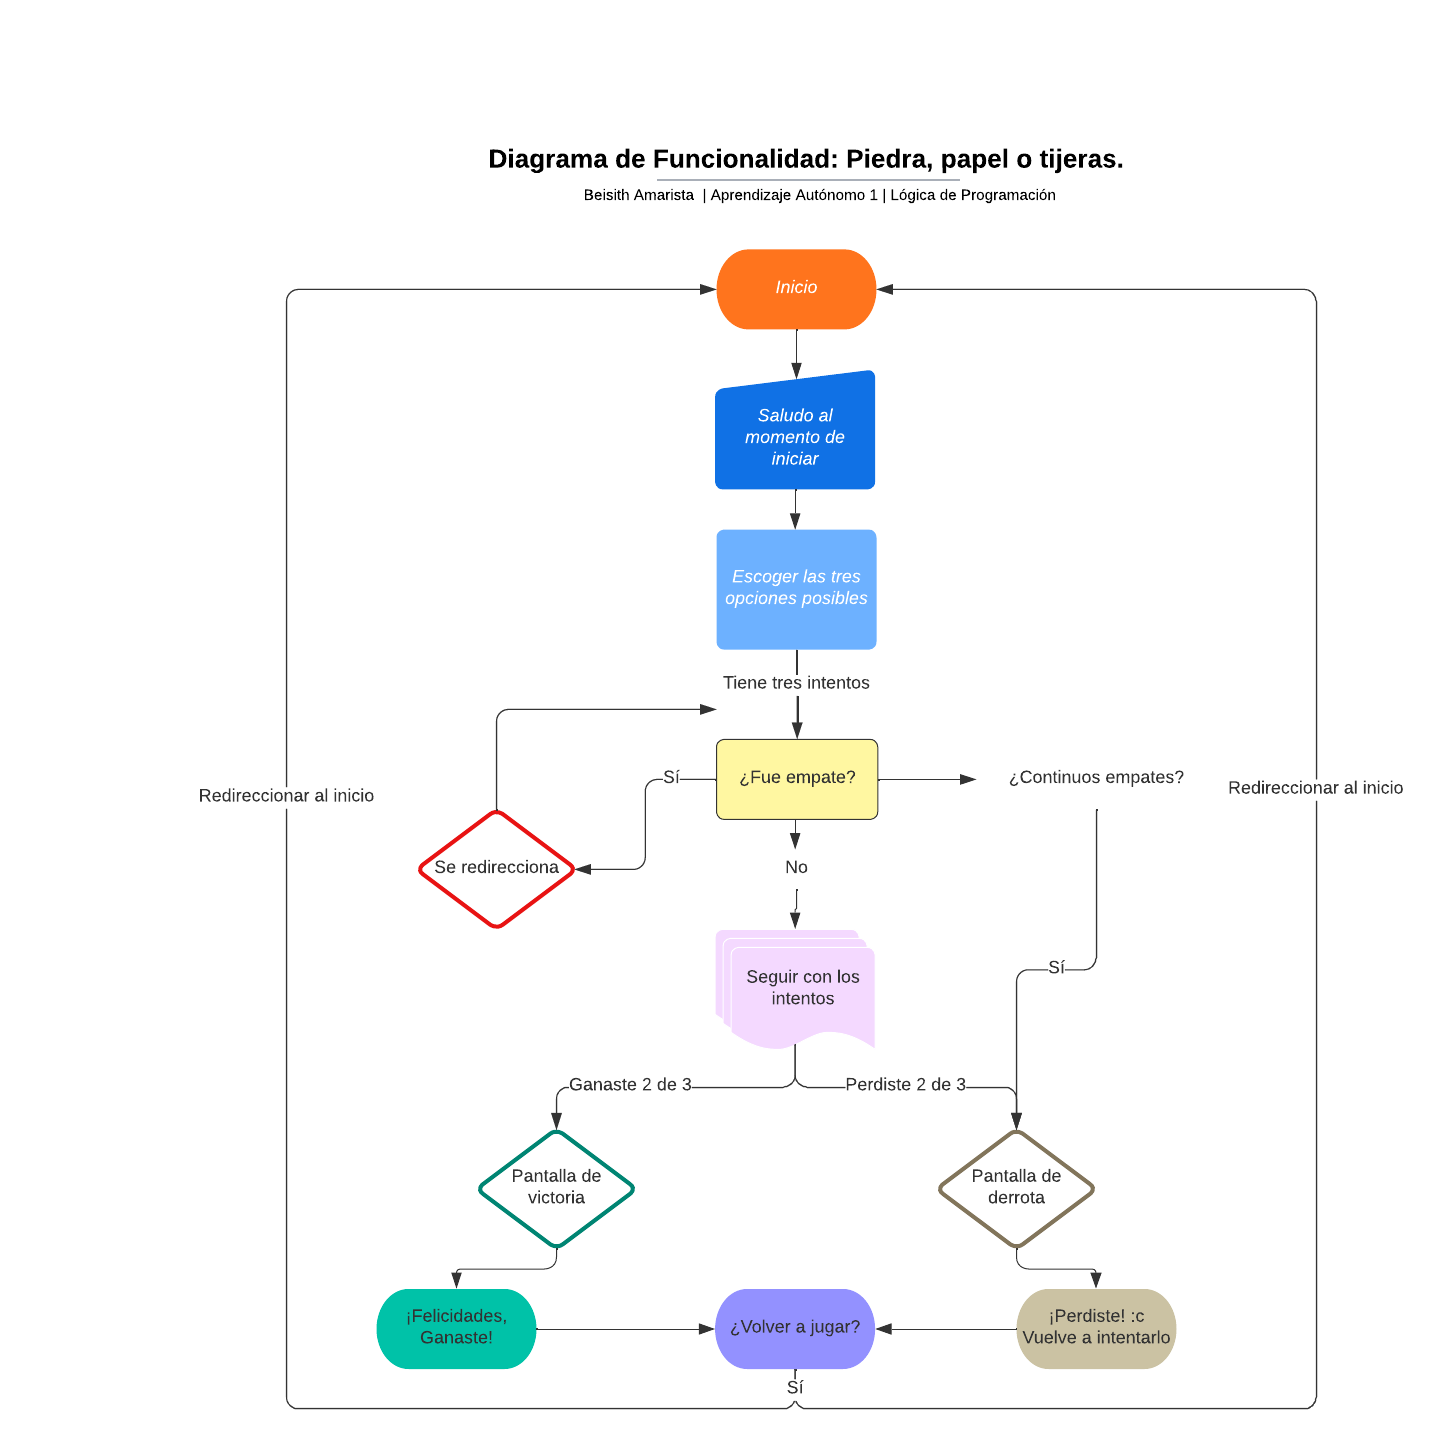 Diagrama de Funcionalidad: Piedra, papel o tijeras.
Beisith Amarista | Aprendizaje Autónomo 1 | Lógica de Programación
Inicio
Saludo al
momento de
iniciar
Escoger las tres
opciones posibles
Tiene tres intentos
¿Fue empate?
Sí
¿Continuos empates?
Redireccionar al inicio
Redireccionar al inicio
Se redirecciona
No
Sí
Seguir con los
intentos
Ganaste 2 de 3
Perdiste 2 de 3
Pantalla de
victoria
Pantalla de
derrota
¡Felicidades,
Ganaste!
¿Volver a jugar?
¡Perdiste! :c
Vuelve a intentarlo
Sí